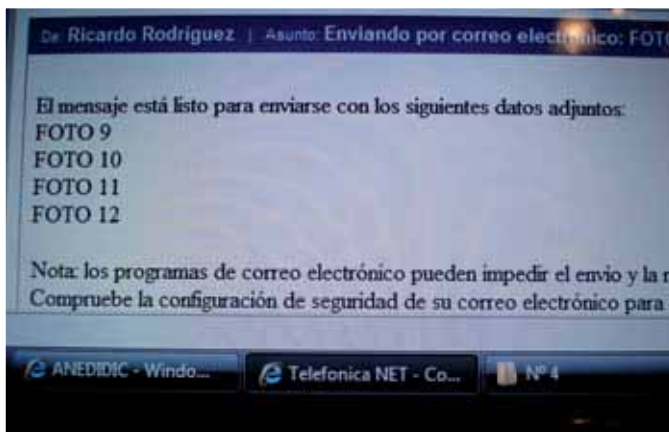 De: Ricardo Rodríguez | Asunto: Enviando por correo electrónico: FOTO
El mensaje está listo para enviarse con los siguientes datos adjuntos:
FOTO 9
FOTO 10
FOTO 11
FOTO 12
Nota: los programas de correo electrónico pueden impedir el envio y la
Compruebe la configuración de seguridad de su correo electrónico para
ANEDIDIC - Windo... Telefonica NET - Co... Nº 4